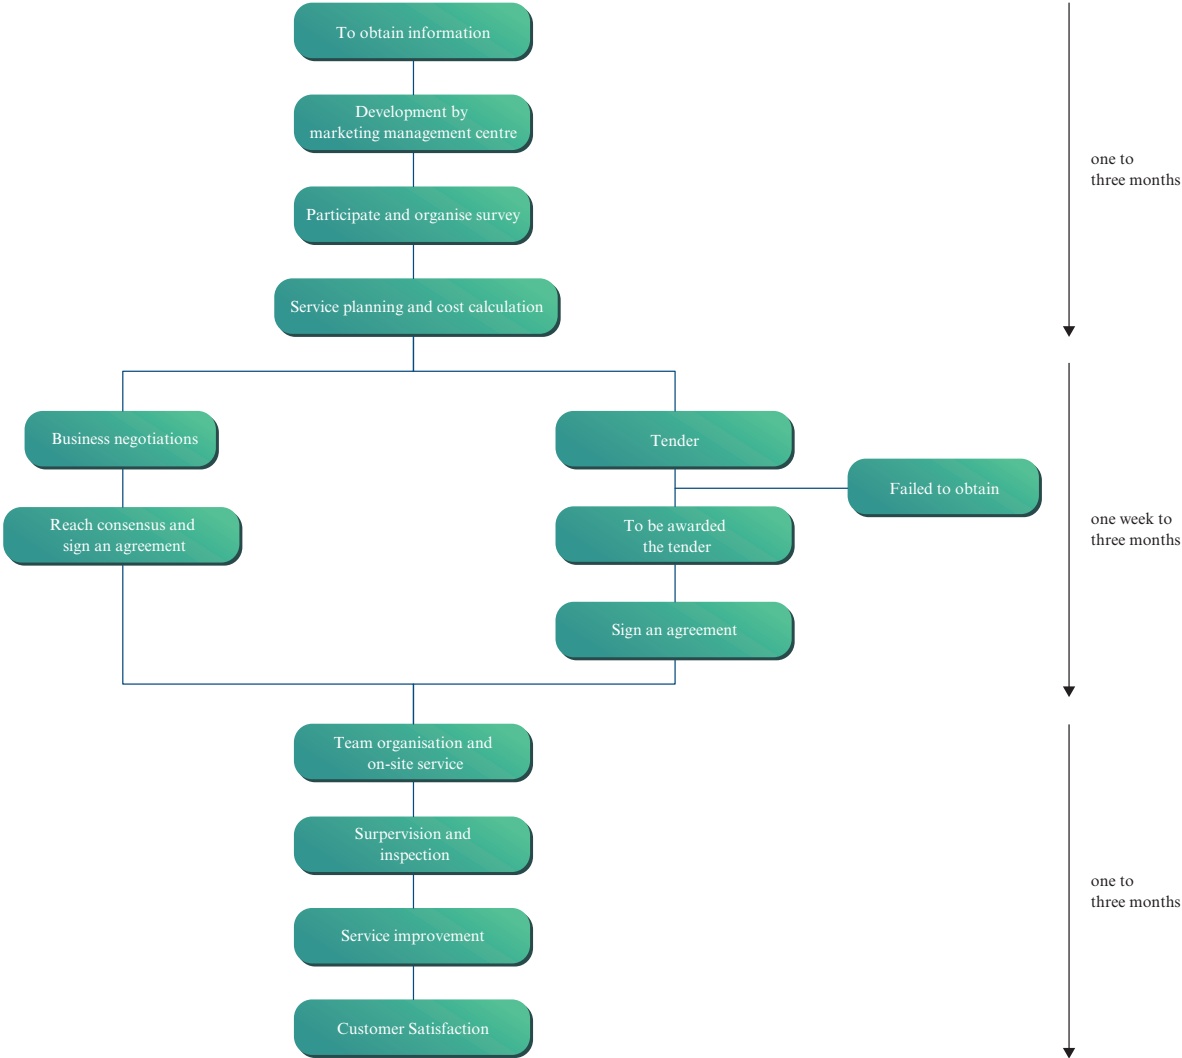 To obtain information
Development by
marketing management centre
one to
three months
Participate and organise survey
Service planning and cost calculation
Business negotiations
Tender
Failed to obtain
Reach consensus and
sign an agreement
To be awarded
the tender
one week to
three months
Sign an agreement
Team organisation and
on-site service
Surpervision and
inspection
one to
three months
Service improvement
Customer Satisfaction